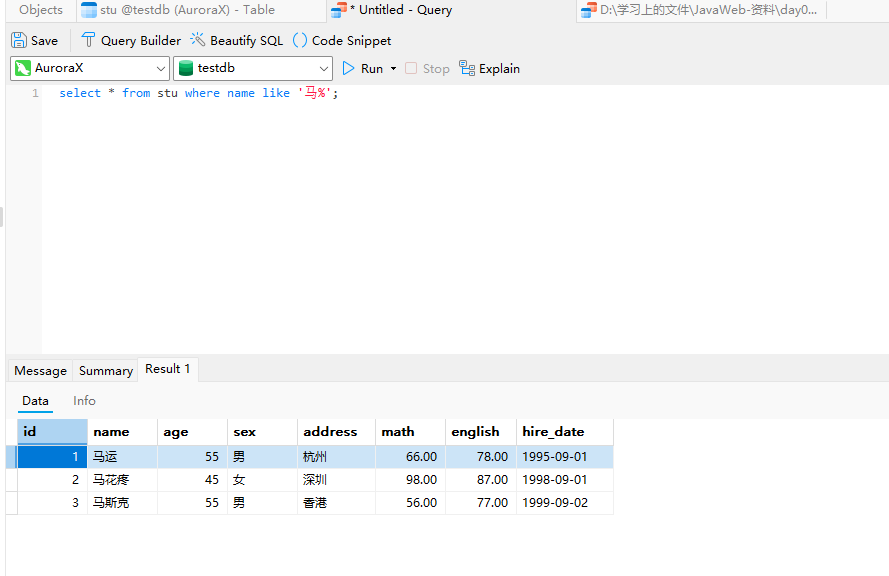 Objects stu @testdb (AuroraX) - Table * Untitled - Query D:\学习上的文件\JavaWeb-资料\day0...
Save Query Builder Beautify SQL Code Snippet
AuroraX testdb Run Stop Explain
1 select * from stu where name like '马%';
Message Summary Result 1
Data Info
id name age sex address math english hire_date
1 马运 55 男 杭州 66.00 78.00 1995-09-01
2 马花疼 45 女 深圳 98.00 87.00 1998-09-01
3 马斯克 55 男 香港 56.00 77.00 1999-09-02